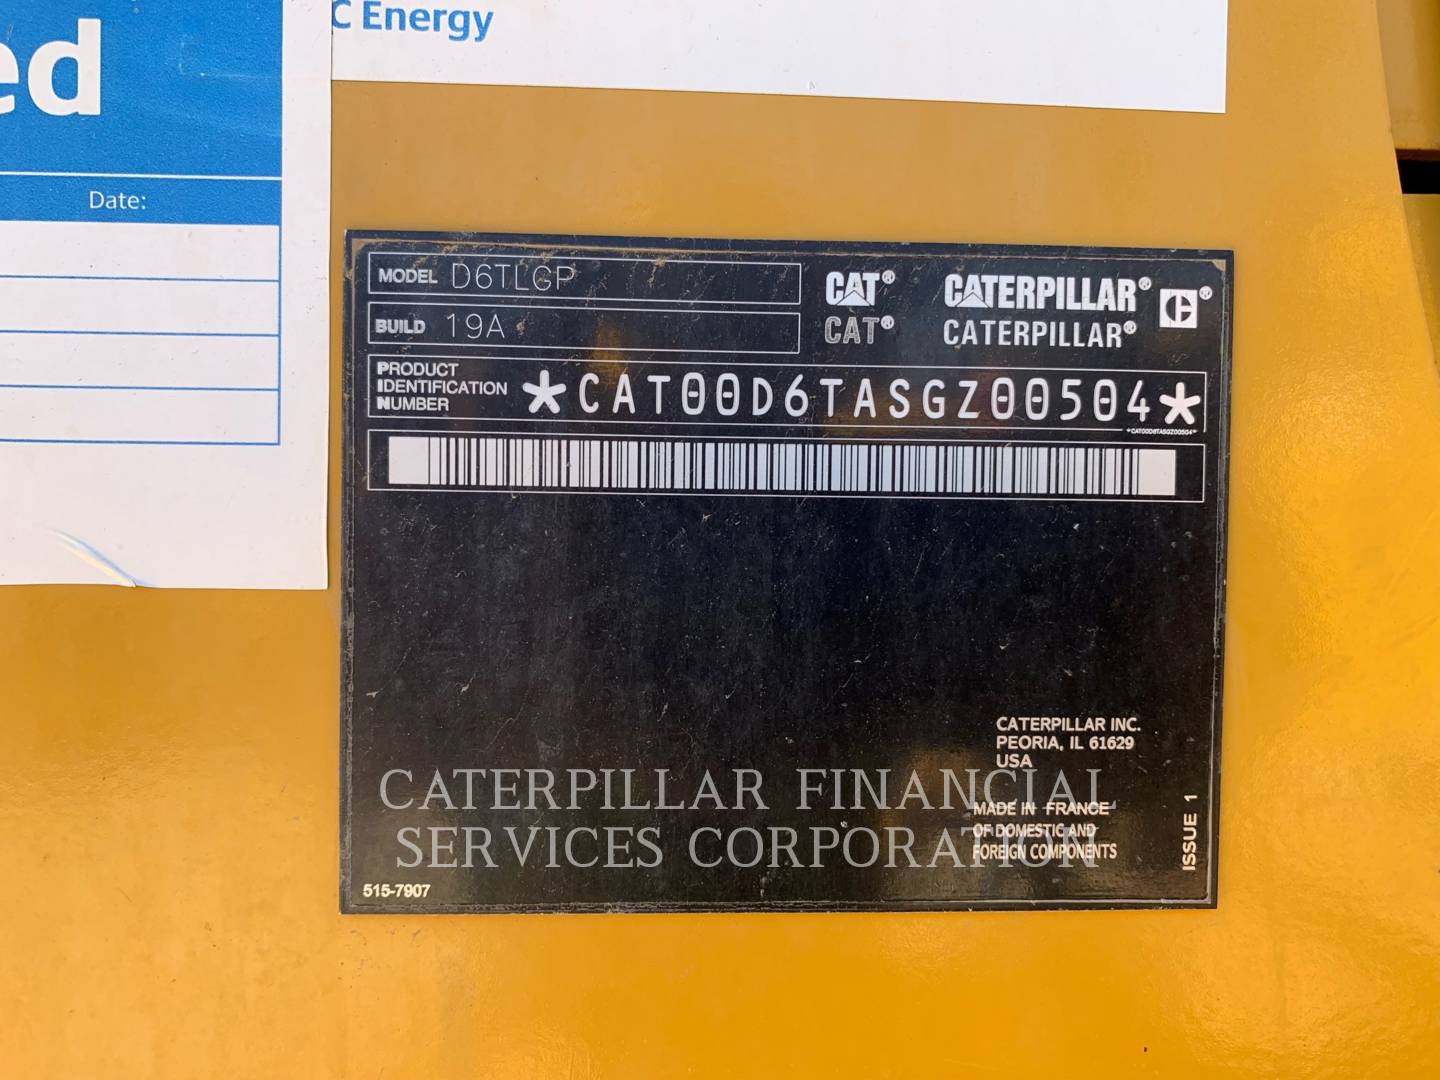 C Energy
ed
Date:
MODEL D6TLGP
BUILD 19A
CAT® CATERPILLAR® ®
CAT® CATERPILLAR®
PRODUCT
IDENTIFICATION
NUMBER
*CAT00D6TASGZ00504*
*CAT00D6TASGZ00504*
CATERPILLAR INC.
PEORIA, IL 61629
USA
MADE IN FRANCE
OF DOMESTIC AND
FOREIGN COMPONENTS
ISSUE 1
515-7907
CATERPILLAR FINANCIAL
SERVICES CORPORATION